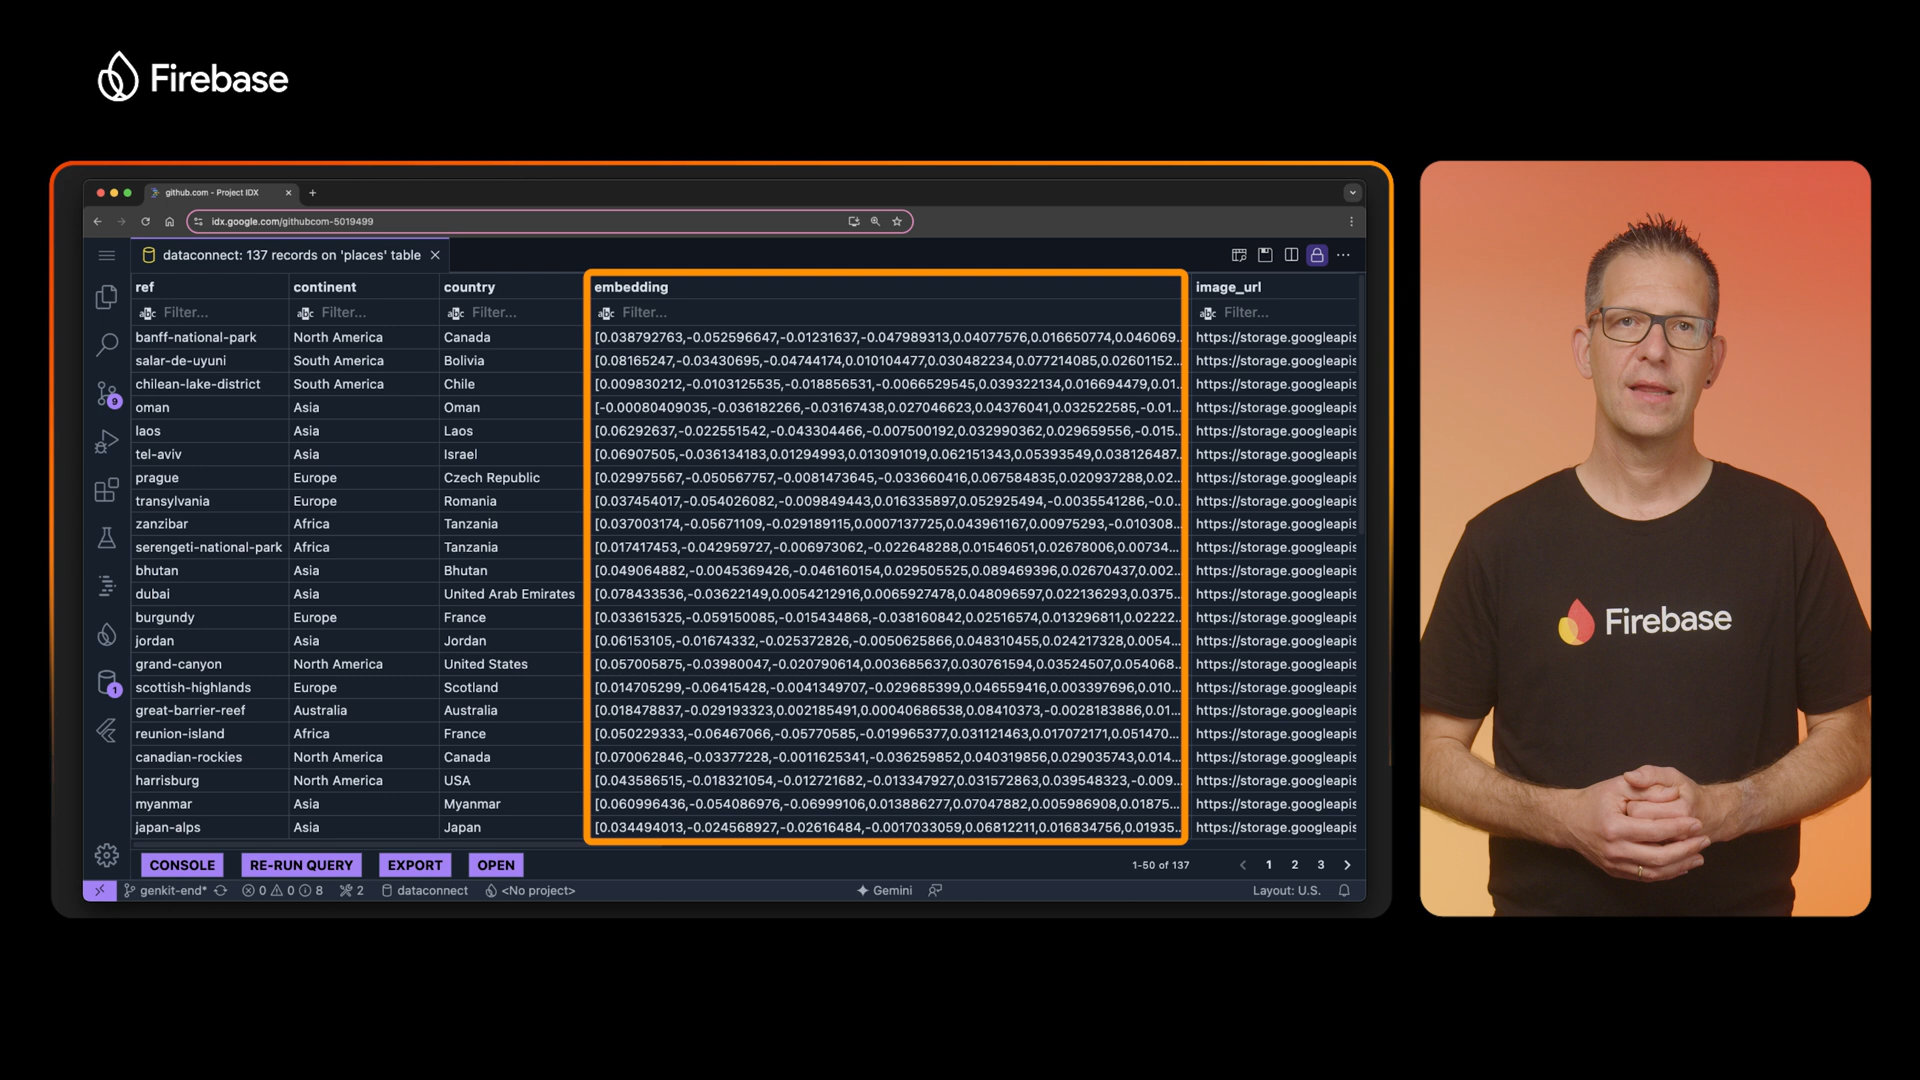 Firebase
github.com - Project IDX
idx.google.com/githubcom-5019499
dataconnect: 137 records on 'places' table
ref continent country embedding image_url
abc Filter... abc Filter... abc Filter... abc Filter... abc Filter...
banff-national-park North America Canada [0.038792763,-0.052596647,-0.01231637,-0.047989313,0.04077576,0.016650774,0.046069... https://storage.googleapis
salar-de-uyuni South America Bolivia [0.08165247,-0.03430695,-0.04744174,0.010104477,0.030482234,0.077214085,0.02601152... https://storage.googleapis
chilean-lake-district South America Chile [0.009830212,-0.0103125535,-0.018856531,-0.0066529545,0.039322134,0.016694479,0.01... https://storage.googleapis
oman Asia Oman [-0.00080409035,-0.036182266,-0.03167438,0.027046623,0.04376041,0.032522585,-0.01... https://storage.googleapis
laos Asia Laos [0.06292637,-0.022551542,-0.043304466,-0.007500192,0.032990362,0.029659556,-0.015... https://storage.googleapis
tel-aviv Asia Israel [0.06907505,-0.036134183,0.01294993,0.013091019,0.062151343,0.05393549,0.038126487... https://storage.googleapis
prague Europe Czech Republic [0.029975567,-0.050567757,-0.0081473645,-0.033660416,0.067584835,0.020937288,0.02... https://storage.googleapis
transylvania Europe Romania [0.037454017,-0.054026082,-0.009849443,0.016335897,0.052925494,-0.0035541286,-0.0... https://storage.googleapis
zanzibar Africa Tanzania [0.037003174,-0.05671109,-0.029189115,0.0007137725,0.043961167,0.00975293,-0.010308... https://storage.googleapis
serengeti-national-park Africa Tanzania [0.017417453,-0.042959727,-0.006973062,-0.022648288,0.01546051,0.02678006,0.00734... https://storage.googleapis
bhutan Asia Bhutan [0.049064882,-0.0045369426,-0.046160154,0.029505525,0.089469396,0.02670437,0.002... https://storage.googleapis
dubai Asia United Arab Emirates [0.078433536,-0.03622149,0.0054212916,0.0065927478,0.048096597,0.022136293,0.0375... https://storage.googleapis
burgundy Europe France [0.033615325,-0.059150085,-0.015434868,-0.038160842,0.02516574,0.013296811,0.02222... https://storage.googleapis
jordan Asia Jordan [0.06153105,-0.01674332,-0.025372826,-0.0050625866,0.048310455,0.024217328,0.0054... https://storage.googleapis
grand-canyon North America United States [0.057005875,-0.03980047,-0.020790614,0.003685637,0.030761594,0.03524507,0.054068... https://storage.googleapis
scottish-highlands Europe Scotland [0.014705299,-0.06415428,-0.0041349707,-0.029685399,0.046559416,0.003397696,0.010... https://storage.googleapis
great-barrier-reef Australia Australia [0.018478837,-0.029193323,0.002185491,0.00040686538,0.08410373,-0.0028183886,0.01... https://storage.googleapis
reunion-island Africa France [0.050229333,-0.06467066,-0.05770585,-0.019965377,0.031121463,0.017072171,0.051470... https://storage.googleapis
canadian-rockies North America Canada [0.070062846,-0.03377228,-0.0011625341,-0.036259852,0.040319856,0.029035743,0.014... https://storage.googleapis
harrisburg North America USA [0.043586515,-0.018321054,-0.012721682,-0.013347927,0.031572863,0.039548323,-0.009... https://storage.googleapis
myanmar Asia Myanmar [0.060996436,-0.054086976,-0.06999106,0.013886277,0.07047882,0.005986908,0.01875... https://storage.googleapis
japan-alps Asia Japan [0.034494013,-0.024568927,-0.02616484,-0.0017033059,0.06812211,0.016834756,0.01935... https://storage.googleapis
9
1
CONSOLE RE-RUN QUERY EXPORT OPEN 1-50 of 137 1 2 3
genkit-end* 0 0 8 2 dataconnect <No project> Gemini Layout: U.S.
Firebase